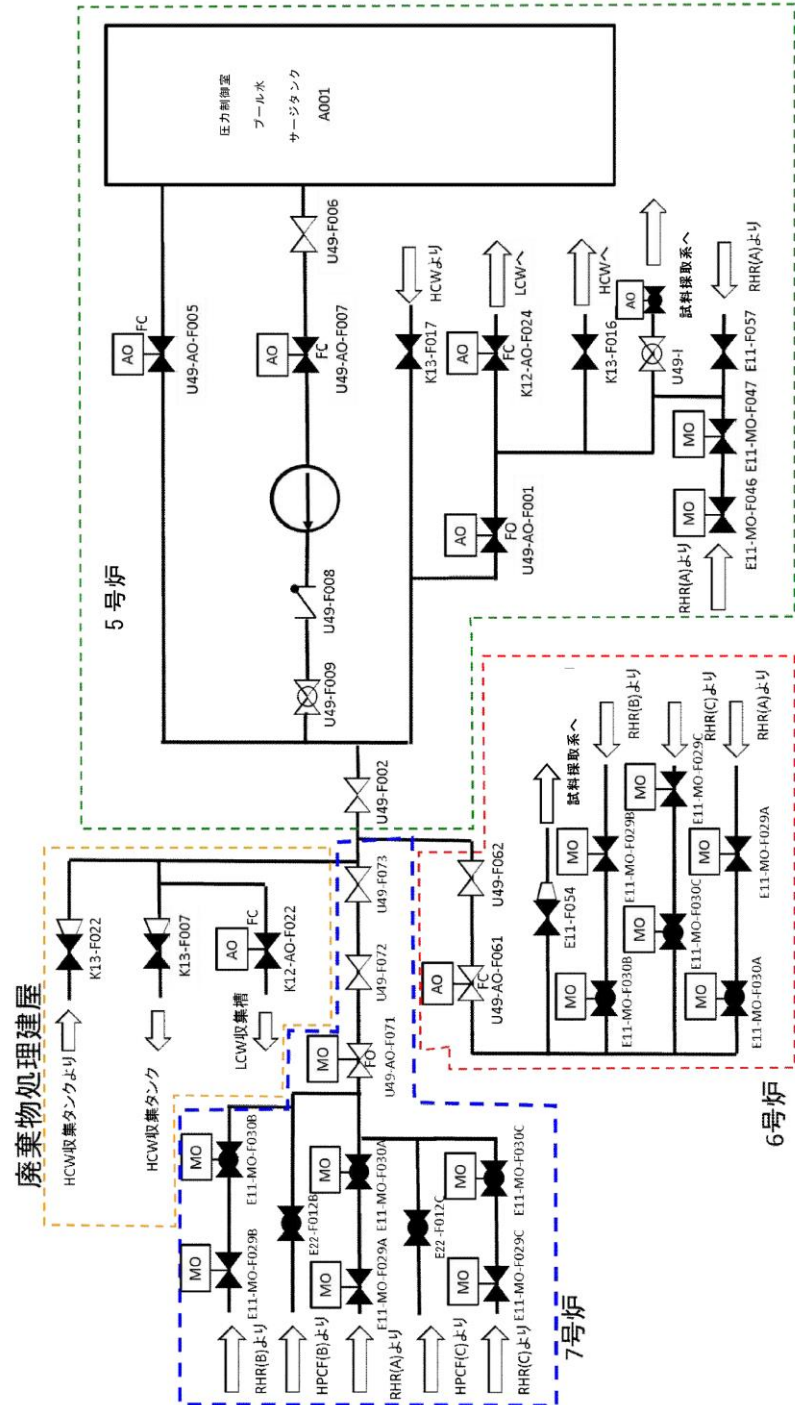 廃棄物処理建屋
HCW収集タンクより
K13-F022
HCW収集タンク
K13-F007
LCW収集槽
AO
FC
K12-AO-F022
5号炉
圧力制御室
プール水
サージタンク
A001
AO
FC
U49-AO-F005
U49-F009
U49-F008
AO
FC
U49-AO-F007
U49-F006
U49-F002
HCWより
K13-F017
AO
FO
U49-AO-F001
AO
FC
K12-AO-F024
LCWへ
K13-F016
HCWへ
U49-I
AO
試料採取系へ
RHR(A)より
MO
E11-MO-F046
MO
E11-MO-F047
E11-F057
RHR(A)より
7号炉
RHR(B)より
MO
E11-MO-F029B
MO
E11-MO-F030B
HPCF(B)より
E22-F012B
RHR(A)より
MO
E11-MO-F029A
MO
E11-MO-F030A
HPCF(C)より
E22-F012C
RHR(C)より
MO
E11-MO-F029C
MO
E11-MO-F030C
MO
FO
U49-AO-F071
U49-F072
U49-F073
6号炉
AO
FC
U49-AO-F061
U49-F062
E11-F054
試料採取系へ
MO
E11-MO-F030B
MO
E11-MO-F029B
RHR(B)より
MO
E11-MO-F030C
MO
E11-MO-F029C
RHR(C)より
MO
E11-MO-F030A
MO
E11-MO-F029A
RHR(A)より